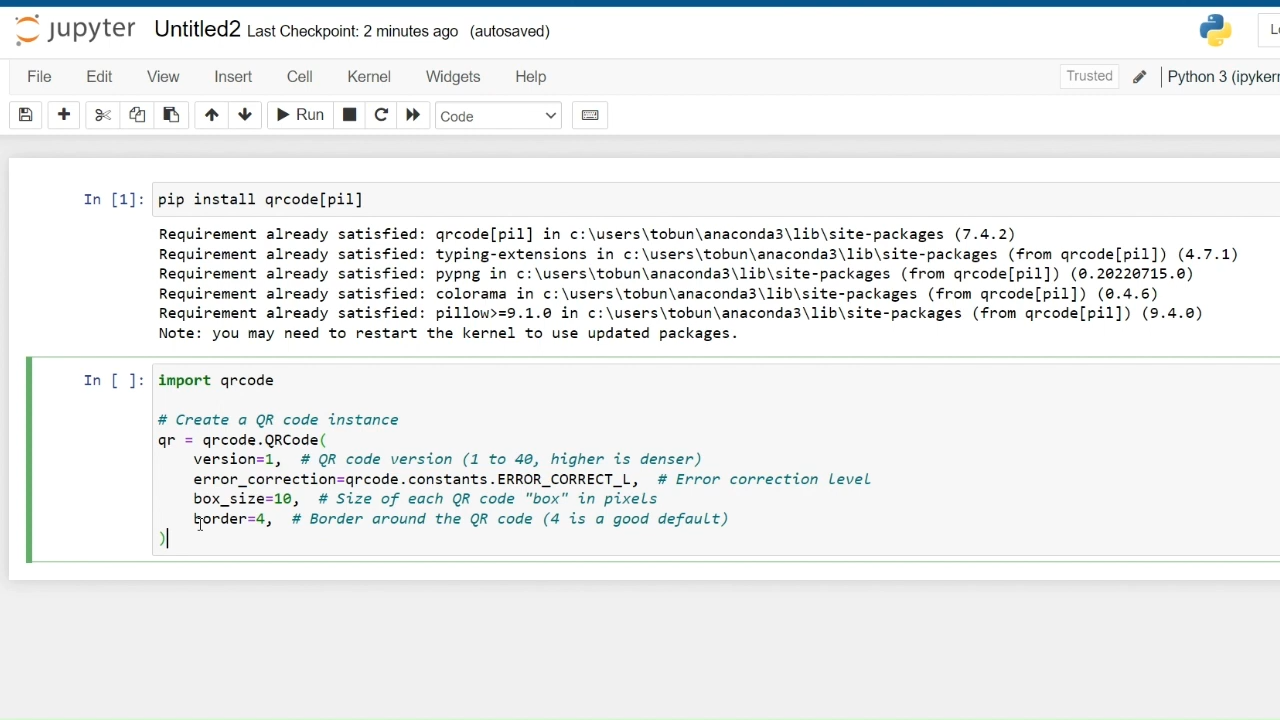 jupyter Untitled2 Last Checkpoint: 2 minutes ago (autosaved)
File Edit View Insert Cell Kernel Widgets Help Trusted Python 3 (ipyker
Run Code
In [1]: pip install qrcode[pil]
Requirement already satisfied: qrcode[pil] in c:\users\tobun\anaconda3\lib\site-packages (7.4.2)
Requirement already satisfied: typing-extensions in c:\users\tobun\anaconda3\lib\site-packages (from qrcode[pil]) (4.7.1)
Requirement already satisfied: pypng in c:\users\tobun\anaconda3\lib\site-packages (from qrcode[pil]) (0.20220715.0)
Requirement already satisfied: colorama in c:\users\tobun\anaconda3\lib\site-packages (from qrcode[pil]) (0.4.6)
Requirement already satisfied: pillow>=9.1.0 in c:\users\tobun\anaconda3\lib\site-packages (from qrcode[pil]) (9.4.0)
Note: you may need to restart the kernel to use updated packages.
In [ ]: import qrcode
# Create a QR code instance
qr = qrcode.QRCode(
    version=1,  # QR code version (1 to 40, higher is denser)
    error_correction=qrcode.constants.ERROR_CORRECT_L,  # Error correction level
    box_size=10,  # Size of each QR code "box" in pixels
    border=4,  # Border around the QR code (4 is a good default)
)